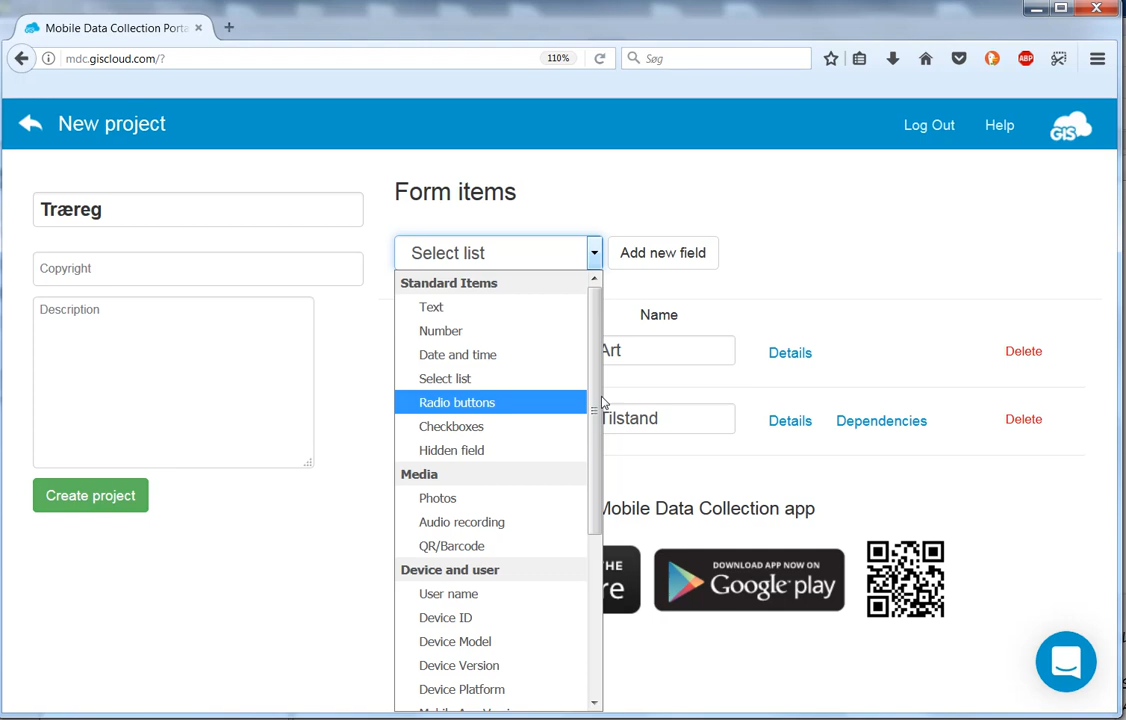 Mobile Data Collection Porta
mdc.giscloud.com/?
110%
Søg
ABP
New project
Log Out
Help
GIS
Træreg
Copyright
Description
Create project
Form items
Select list
Add new field
Standard Items
Text
Number
Date and time
Select list
Radio buttons
Checkboxes
Hidden field
Media
Photos
Audio recording
QR/Barcode
Device and user
User name
Device ID
Device Model
Device Version
Device Platform
Name
Art
Details
Delete
Tilstand
Details
Dependencies
Delete
Mobile Data Collection app
DOWNLOAD APP NOW ON
Google play